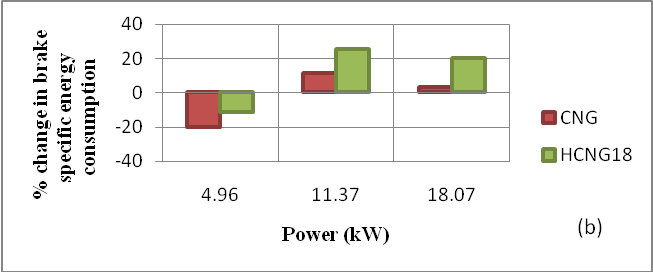 % change in brake
specific energy
consumption
40
20
0
-20
-40
4.96 11.37 18.07
Power (kW)
CNG
HCNG18
(b)